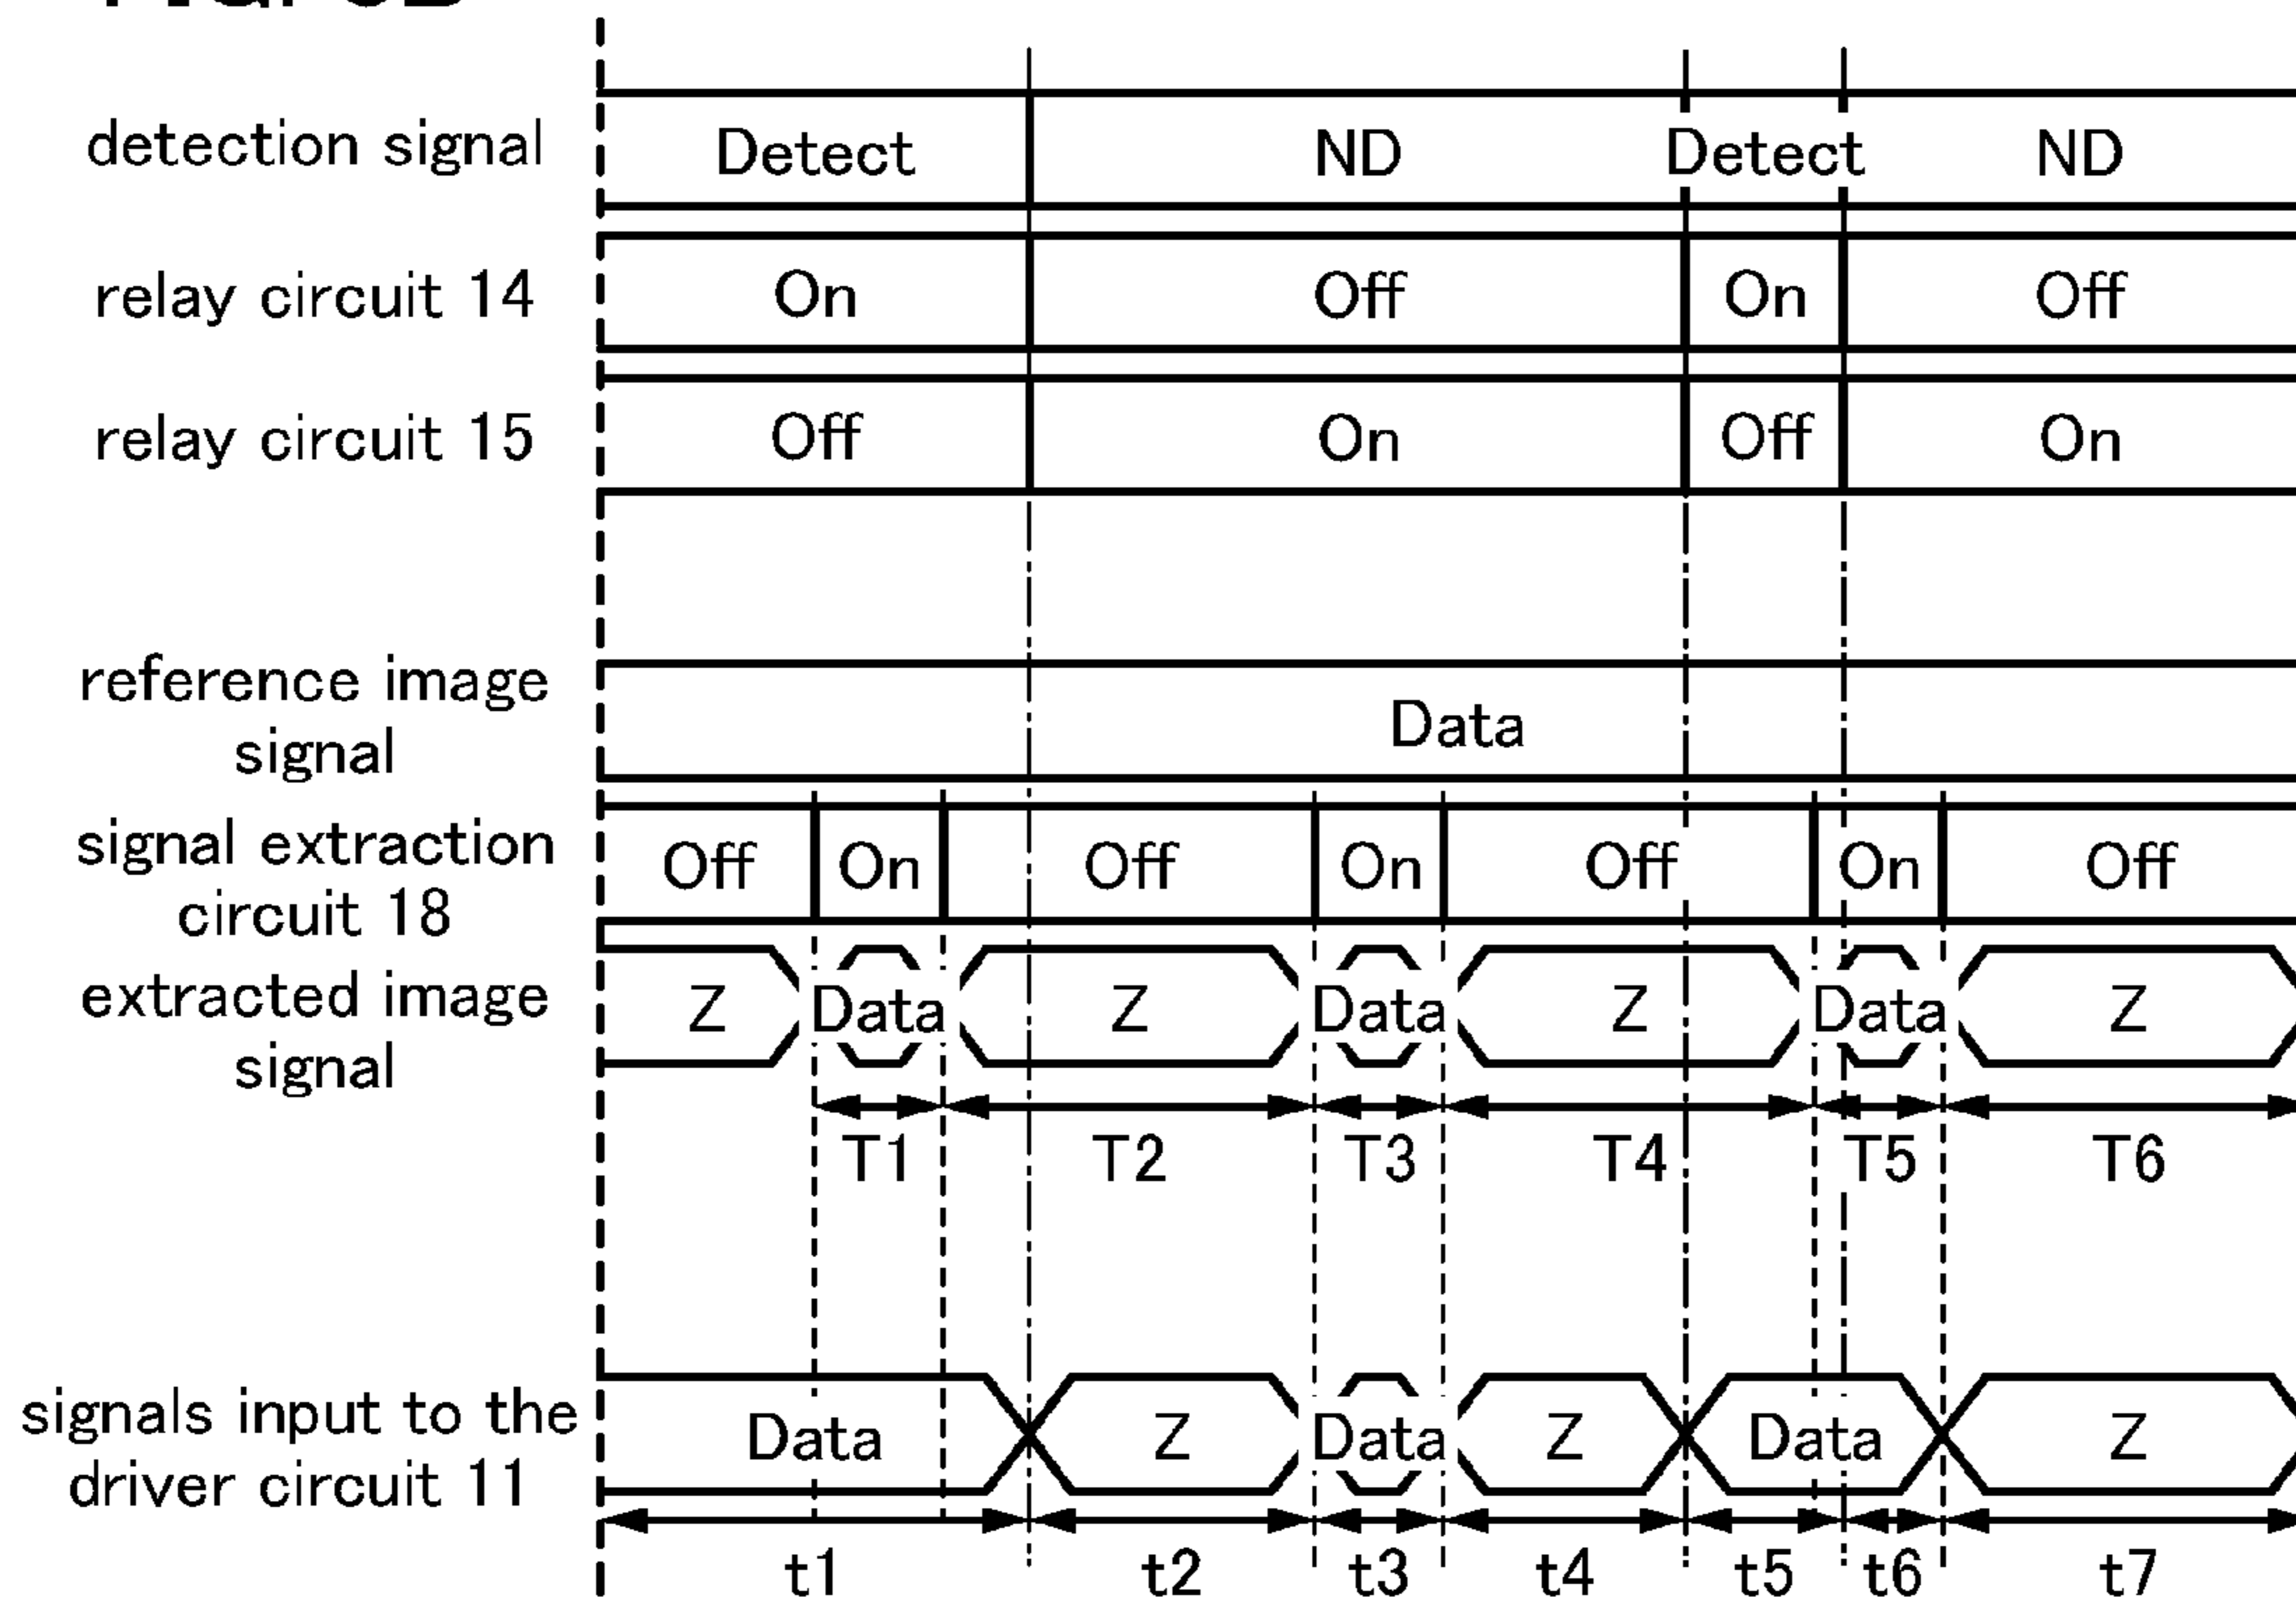 detection signal Detect ND Detect ND
relay circuit 14 On Off On Off
relay circuit 15 Off On Off On
reference image
signal
Data
signal extraction
circuit 18
Off On Off On Off On Off
extracted image
signal
Z Data Z Data Z Data Z
T1 T2 T3 T4 T5 T6
signals input to the
driver circuit 11
Data Z Data Z Data Z
t1 t2 t3 t4 t5 t6 t7